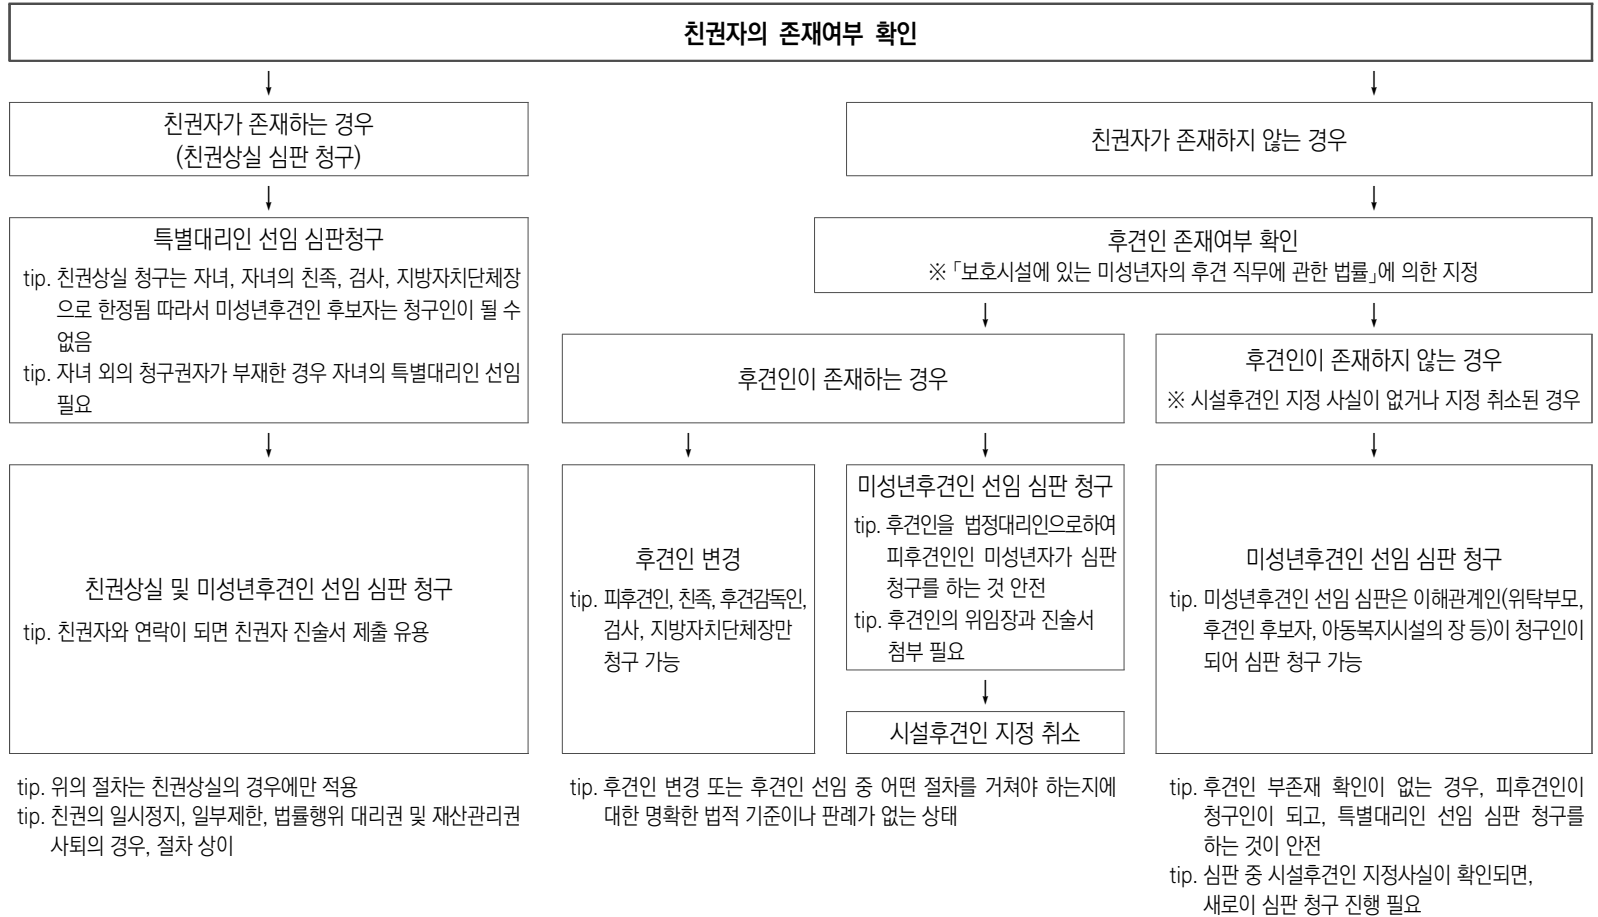 친권자의 존재여부 확인
친권자가 존재하는 경우
(친권상실 심판 청구)
친권자가 존재하지 않는 경우
특별대리인 선임 심판청구
tip. 친권상실 청구는 자녀, 자녀의 친족, 검사, 지방자치단체장
으로 한정됨 따라서 미성년후견인 후보자는 청구인이 될 수
없음
tip. 자녀 외의 청구권자가 부재한 경우 자녀의 특별대리인 선임
필요
후견인 존재여부 확인
※ 「보호시설에 있는 미성년자의 후견 직무에 관한 법률」에 의한 지정
후견인이 존재하는 경우
후견인이 존재하지 않는 경우
※ 시설후견인 지정 사실이 없거나 지정 취소된 경우
친권상실 및 미성년후견인 선임 심판 청구
tip. 친권자와 연락이 되면 친권자 진술서 제출 유용
후견인 변경
tip. 피후견인, 친족, 후견감독인,
검사, 지방자치단체장만
청구 가능
미성년후견인 선임 심판 청구
tip. 후견인을 법정대리인으로하여
피후견인인 미성년자가 심판
청구를 하는 것 안전
tip. 후견인의 위임장과 진술서
첨부 필요
시설후견인 지정 취소
미성년후견인 선임 심판 청구
tip. 미성년후견인 선임 심판은 이해관계인(위탁부모,
후견인 후보자, 아동복지시설의 장 등)이 청구인이
되어 심판 청구 가능
tip. 위의 절차는 친권상실의 경우에만 적용
tip. 친권의 일시정지, 일부제한, 법률행위 대리권 및 재산관리권
사퇴의 경우, 절차 상이
tip. 후견인 변경 또는 후견인 선임 중 어떤 절차를 거쳐야 하는지에
대한 명확한 법적 기준이나 판례가 없는 상태
tip. 후견인 부존재 확인이 없는 경우, 피후견인이
청구인이 되고, 특별대리인 선임 심판 청구를
하는 것이 안전
tip. 심판 중 시설후견인 지정사실이 확인되면,
새로이 심판 청구 진행 필요